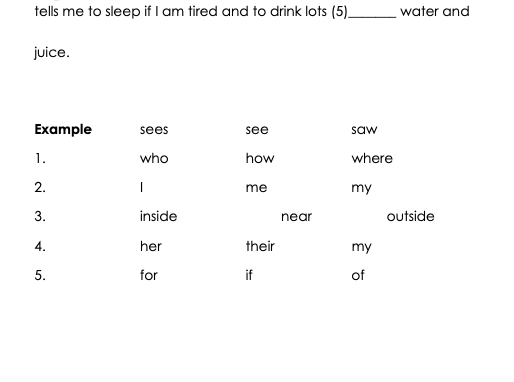 tells me to sleep if I am tired and to drink lots (5)_______ water and
juice.
Example sees see saw
1. who how where
2. I me my
3. inside near outside
4. her their my
5. for if of